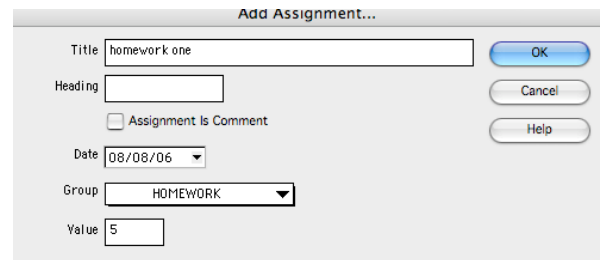 Add Assignment...
Title homework one OK
Heading Cancel
Assignment Is Comment Help
Date 08/08/06
Group HOMEWORK
Value 5